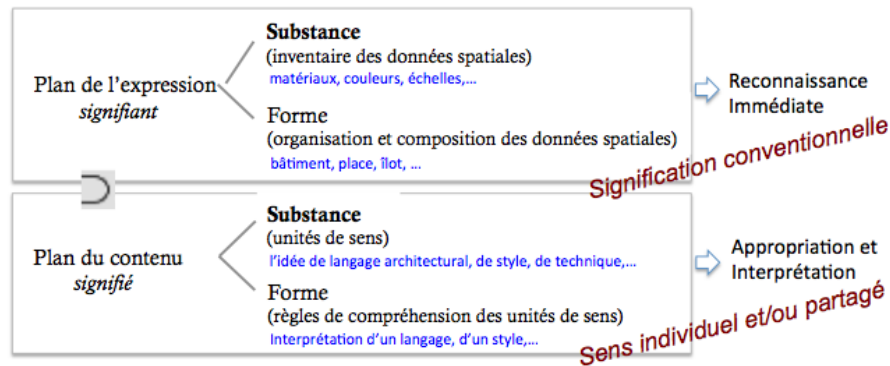 Substance
(inventaire des données spatiales)
matériaux, couleurs, échelles,...
Plan de l'expression
signifiant
Forme
(organisation et composition des données spatiales)
bâtiment, place, îlot, ...
Reconnaissance
Immédiate
Signification conventionnelle
Substance
(unités de sens)
l'idée de langage architectural, de style, de technique,...
Plan du contenu
signifié
Forme
(règles de compréhension des unités de sens)
Interprétation d'un langage, d'un style,...
Appropriation et
Interprétation
Sens individuel et/ou partagé